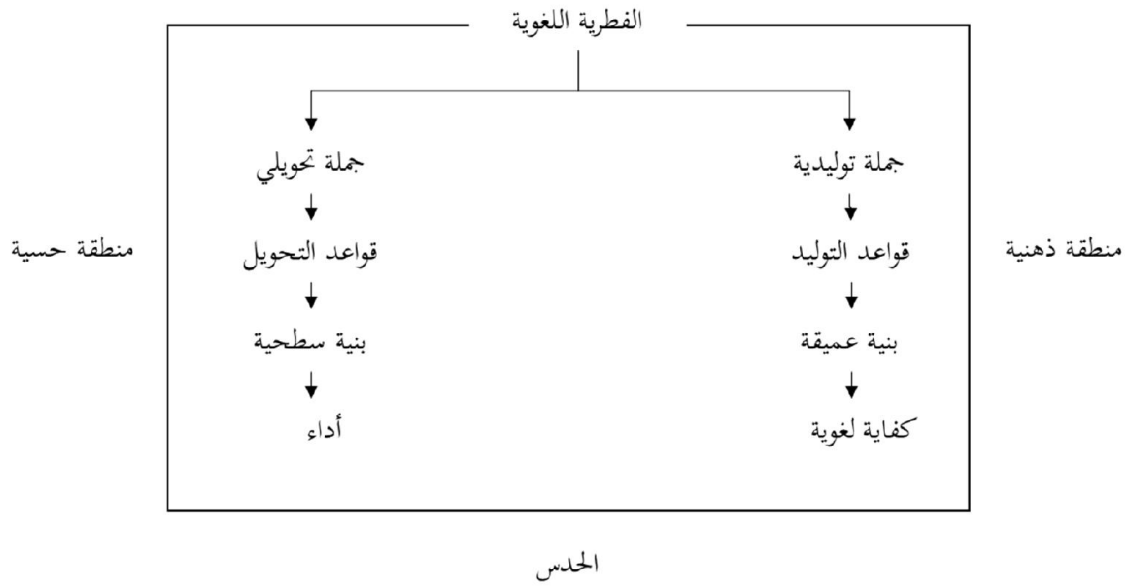 الفطرية اللغوية
جملة توليدية
جملة تحويلي
منطقة ذهنية
قواعد التوليد
قواعد التحويل
منطقة حسية
بنية عميقة
بنية سطحية
كفاية لغوية
أداء
الحدس